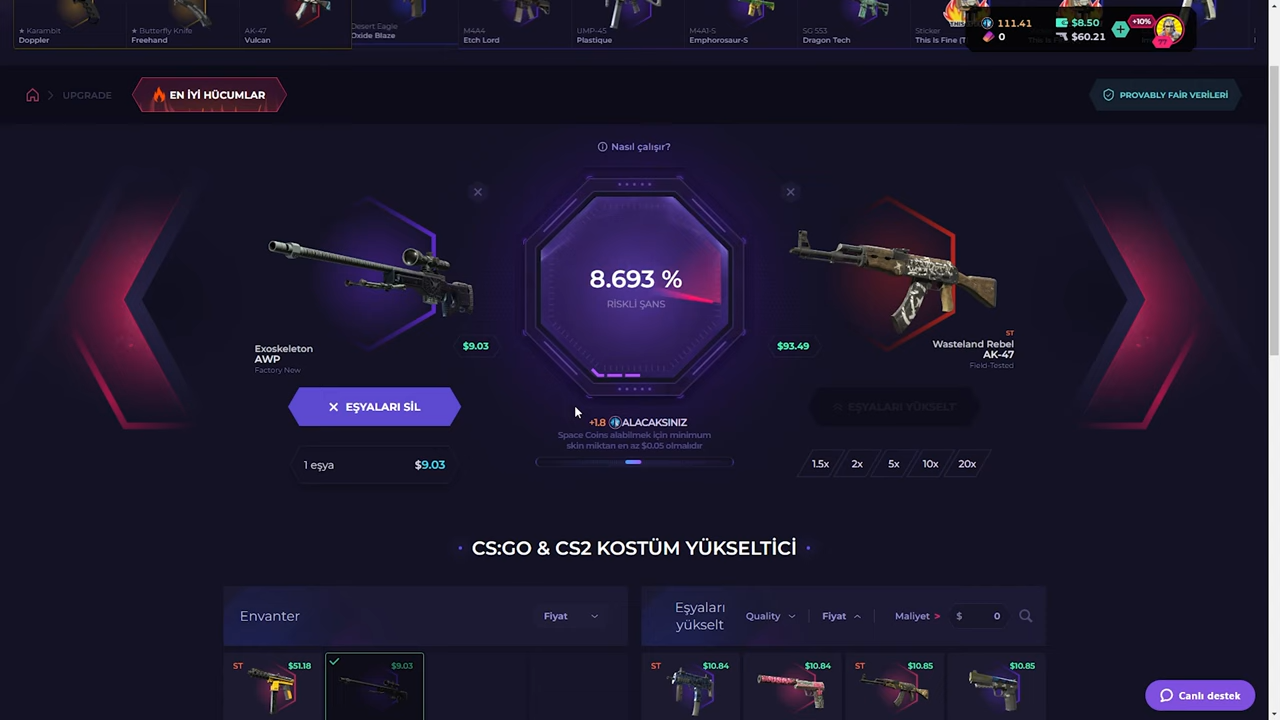 ★ Karambit
Doppler
★ Butterfly Knife
Freehand
AK-47
Vulcan
Desert Eagle
Oxide Blaze
M4A4
Etch Lord
UMP-45
Plastique
M4A1-S
Emphorosaur-S
SG 553
Dragon Tech
Sticker
This Is Fine (T
111.41
0
$8.50
$60.21
+10%
77
UPGRADE
EN İYİ HÜCUMLAR
PROVABLY FAIR VERİLERİ
Nasıl çalışır?
8.693 %
RİSKLİ ŞANS
Exoskeleton
AWP
Factory New
$9.03
$93.49
ST
Wasteland Rebel
AK-47
Field-Tested
EŞYALARI SİL
EŞYALARI YÜKSELT
+1.8 ALACAKSINIZ
Space Coins alabilmek için minimum
skin miktarı en az $0.05 olmalıdır
1 eşya $9.03
1.5x 2x 5x 10x 20x
CS:GO & CS2 KOSTÜM YÜKSELTİCİ
Envanter
Fiyat
Eşyaları
yükselt
Quality
Fiyat
Maliyet >
$ 0
ST $51.18
$9.03
ST $10.84
$10.84
ST $10.85
$10.85
Canlı destek